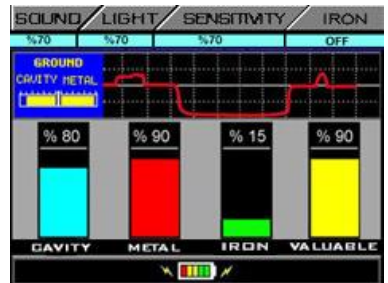 SOUND LIGHT SENSITIVITY IRON
%70 %70 %70 OFF
GROUND
CAVITY METAL
% 80 % 90 % 15 % 90
CAVITY METAL IRON VALUABLE